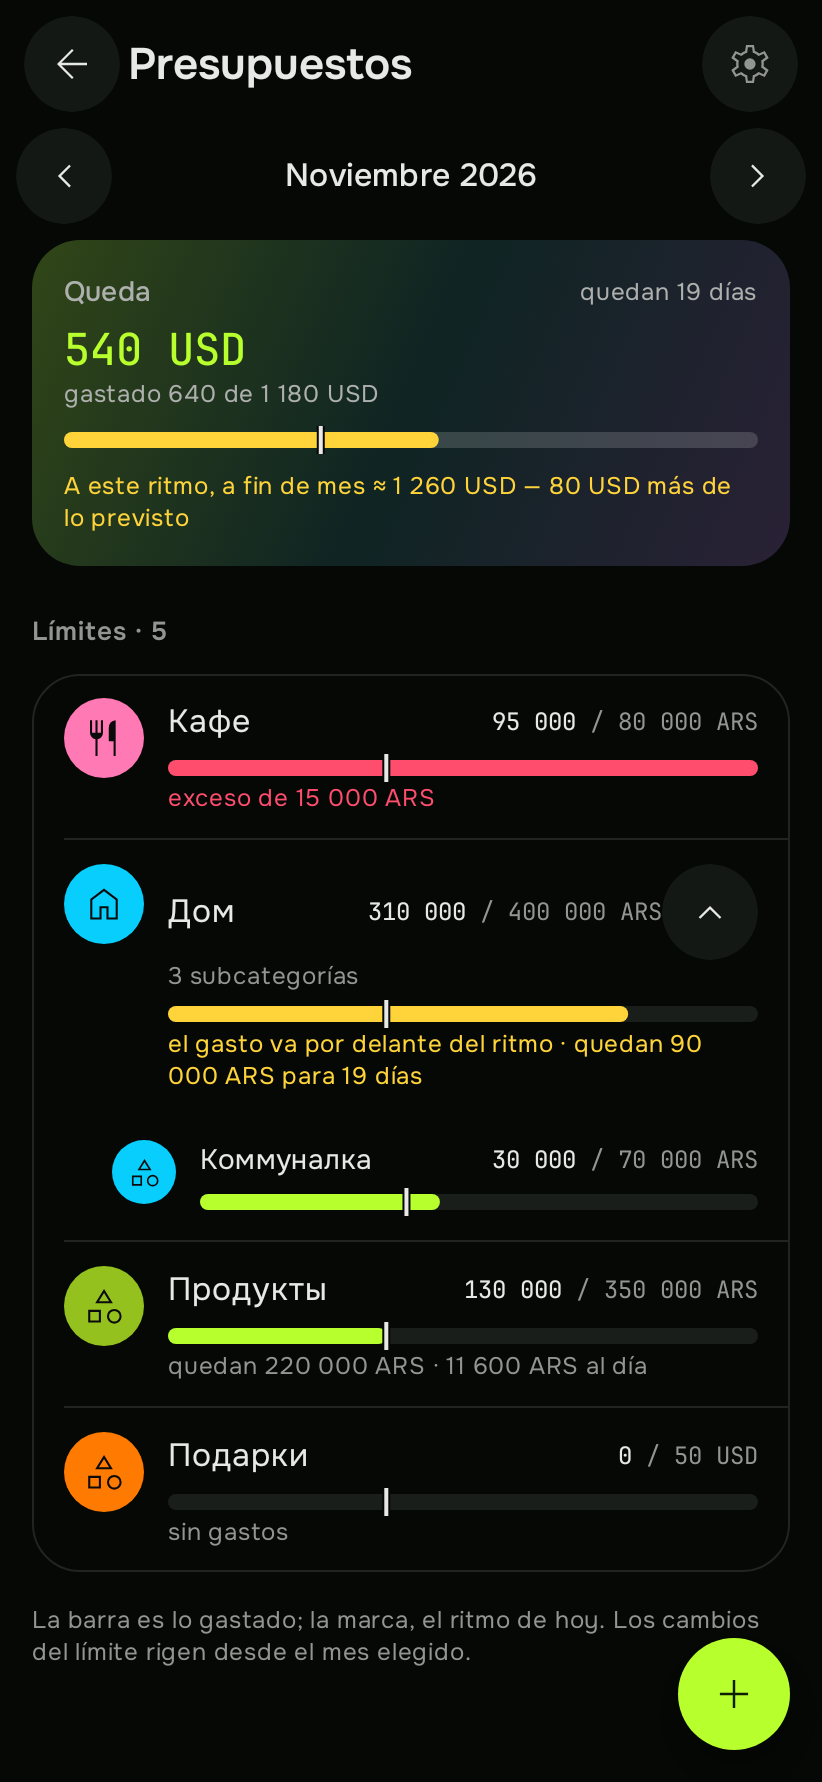 Presupuestos
Noviembre 2026
Queda
quedan 19 días
540 USD
gastado 640 de 1 180 USD
A este ritmo, a fin de mes ≈ 1 260 USD — 80 USD más de
lo previsto
Límites · 5
Кафе
95 000 / 80 000 ARS
exceso de 15 000 ARS
Дом
310 000 / 400 000 ARS
3 subcategorías
el gasto va por delante del ritmo · quedan 90
000 ARS para 19 días
Коммуналка
30 000 / 70 000 ARS
Продукты
130 000 / 350 000 ARS
quedan 220 000 ARS · 11 600 ARS al día
Подарки
0 / 50 USD
sin gastos
La barra es lo gastado; la marca, el ritmo de hoy. Los cambios
del límite rigen desde el mes elegido.